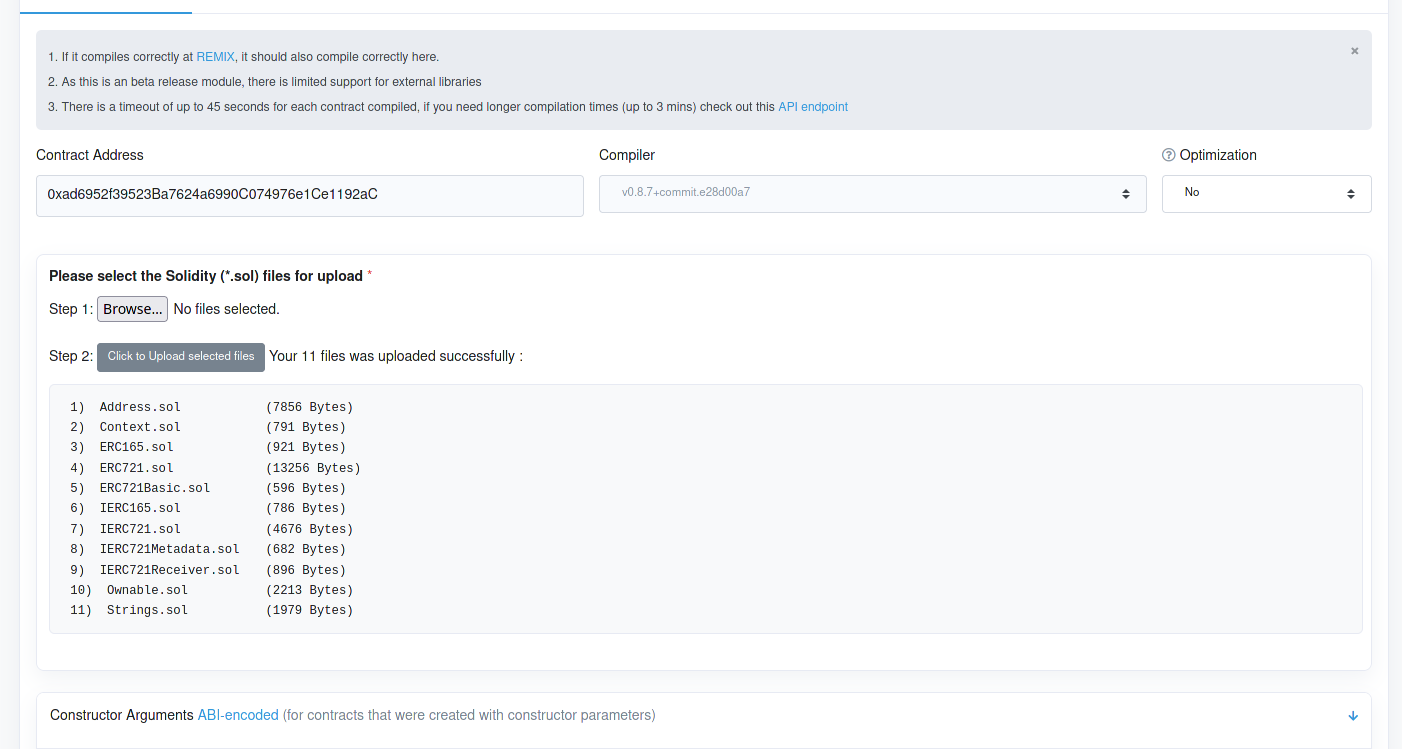 1. If it compiles correctly at REMIX, it should also compile correctly here.
×
2. As this is an beta release module, there is limited support for external libraries
3. There is a timeout of up to 45 seconds for each contract compiled, if you need longer compilation times (up to 3 mins) check out this API endpoint
Contract Address
Compiler
? Optimization
0xad6952f39523Ba7624a6990C074976e1Ce1192aC
v0.8.7+commit.e28d00a7
No
Please select the Solidity (*.sol) files for upload *
Step 1: Browse... No files selected.
Step 2: Click to Upload selected files Your 11 files was uploaded successfully :
1) Address.sol (7856 Bytes)
2) Context.sol (791 Bytes)
3) ERC165.sol (921 Bytes)
4) ERC721.sol (13256 Bytes)
5) ERC721Basic.sol (596 Bytes)
6) IERC165.sol (786 Bytes)
7) IERC721.sol (4676 Bytes)
8) IERC721Metadata.sol (682 Bytes)
9) IERC721Receiver.sol (896 Bytes)
10) Ownable.sol (2213 Bytes)
11) Strings.sol (1979 Bytes)
Constructor Arguments ABI-encoded (for contracts that were created with constructor parameters)